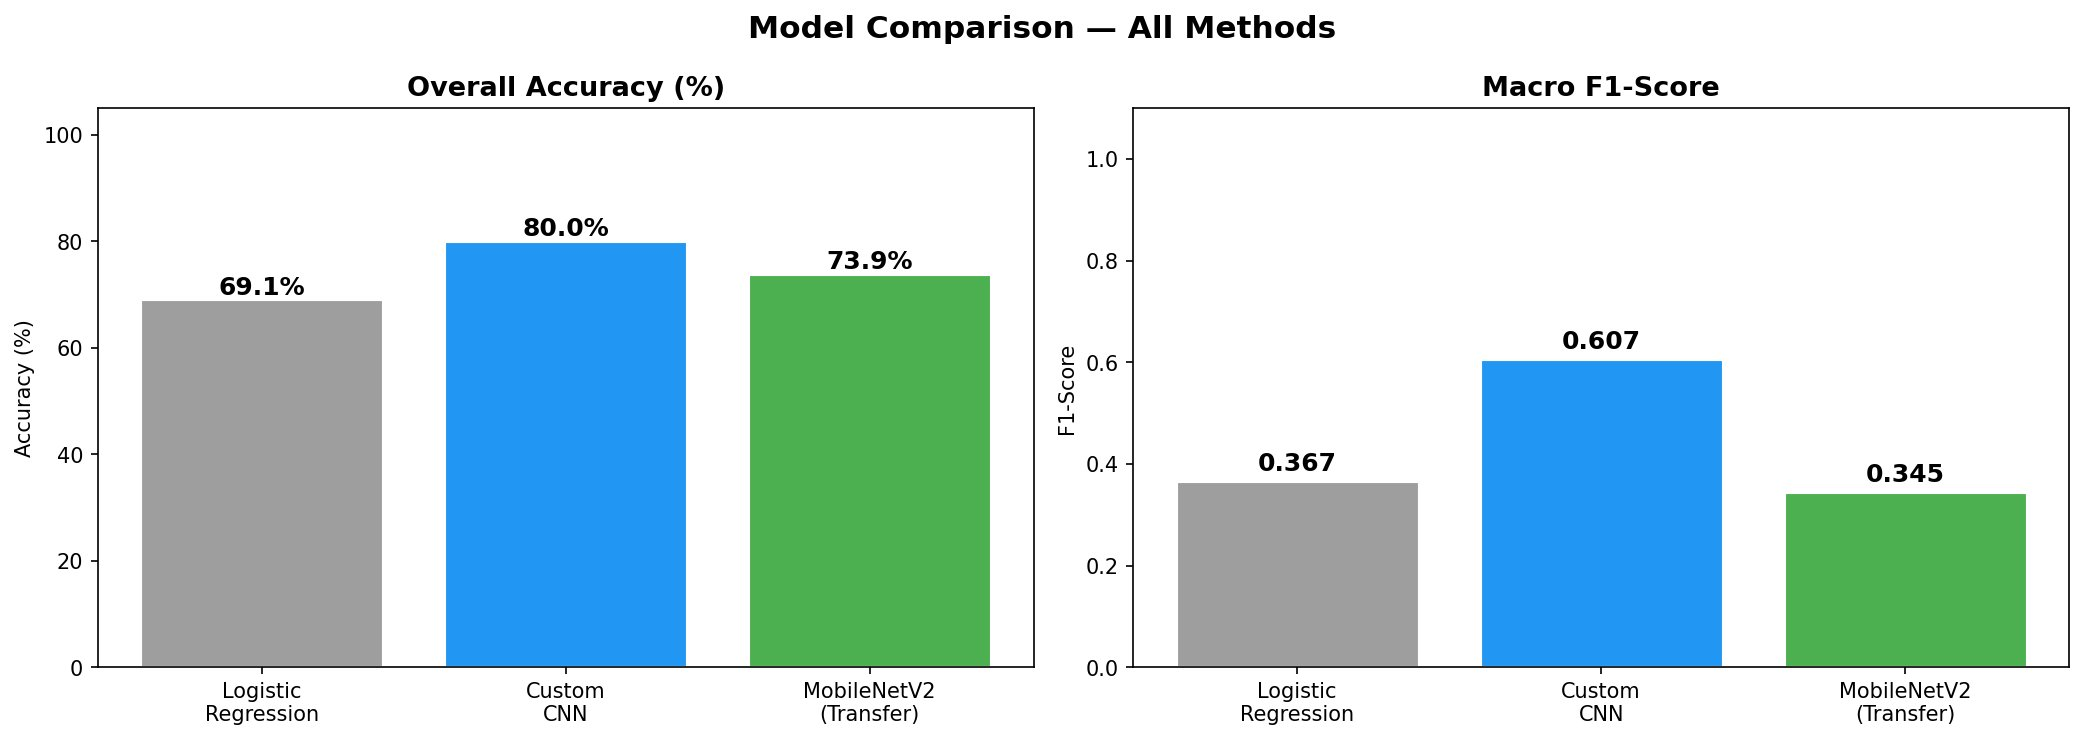 Model Comparison — All Methods
Overall Accuracy (%)
Accuracy (%)
100
80
60
40
20
0
69.1%
80.0%
73.9%
Logistic
Regression
Custom
CNN
MobileNetV2
(Transfer)
Macro F1-Score
F1-Score
1.0
0.8
0.6
0.4
0.2
0.0
0.367
0.607
0.345
Logistic
Regression
Custom
CNN
MobileNetV2
(Transfer)